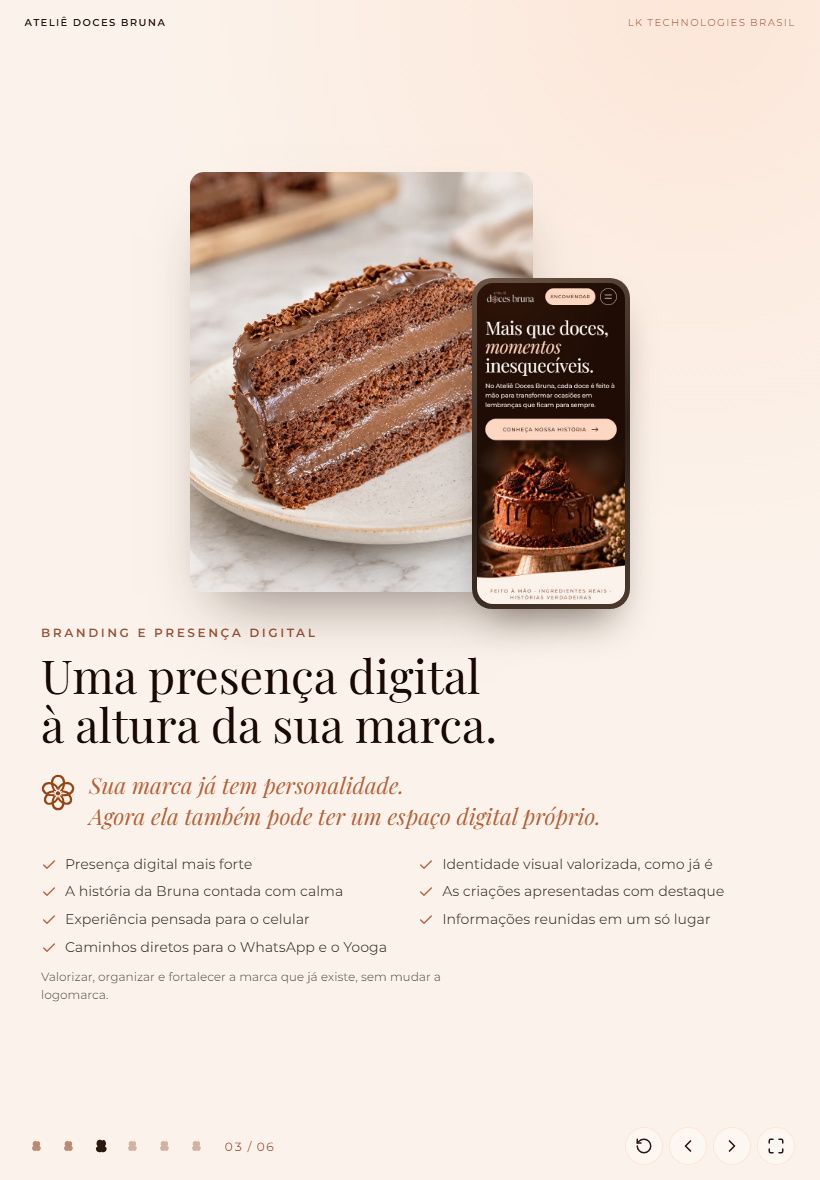 ATELIÊ DOCES BRUNA
LK TECHNOLOGIES BRASIL
doces bruna
ENCOMENDAR
Mais que doces,
momentos
inesquecíveis.
No Ateliê Doces Bruna, cada doce é feito à
mão para transformar ocasiões em
lembranças que ficam para sempre.
CONHEÇA NOSSA HISTÓRIA →
FEITO À MÃO · INGREDIENTES REAIS ·
HISTÓRIAS VERDADEIRAS
BRANDING E PRESENÇA DIGITAL
Uma presença digital
à altura da sua marca.
Sua marca já tem personalidade.
Agora ela também pode ter um espaço digital próprio.
Presença digital mais forte
Identidade visual valorizada, como já é
A história da Bruna contada com calma
As criações apresentadas com destaque
Experiência pensada para o celular
Informações reunidas em um só lugar
Caminhos diretos para o WhatsApp e o Yooga
Valorizar, organizar e fortalecer a marca que já existe, sem mudar a
logomarca.
03 / 06